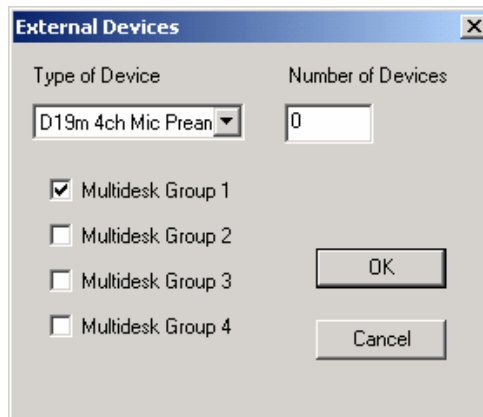 External Devices
Type of Device
Number of Devices
D19m 4ch Mic Prean
0
Multidesk Group 1
Multidesk Group 2
Multidesk Group 3
Multidesk Group 4
OK
Cancel